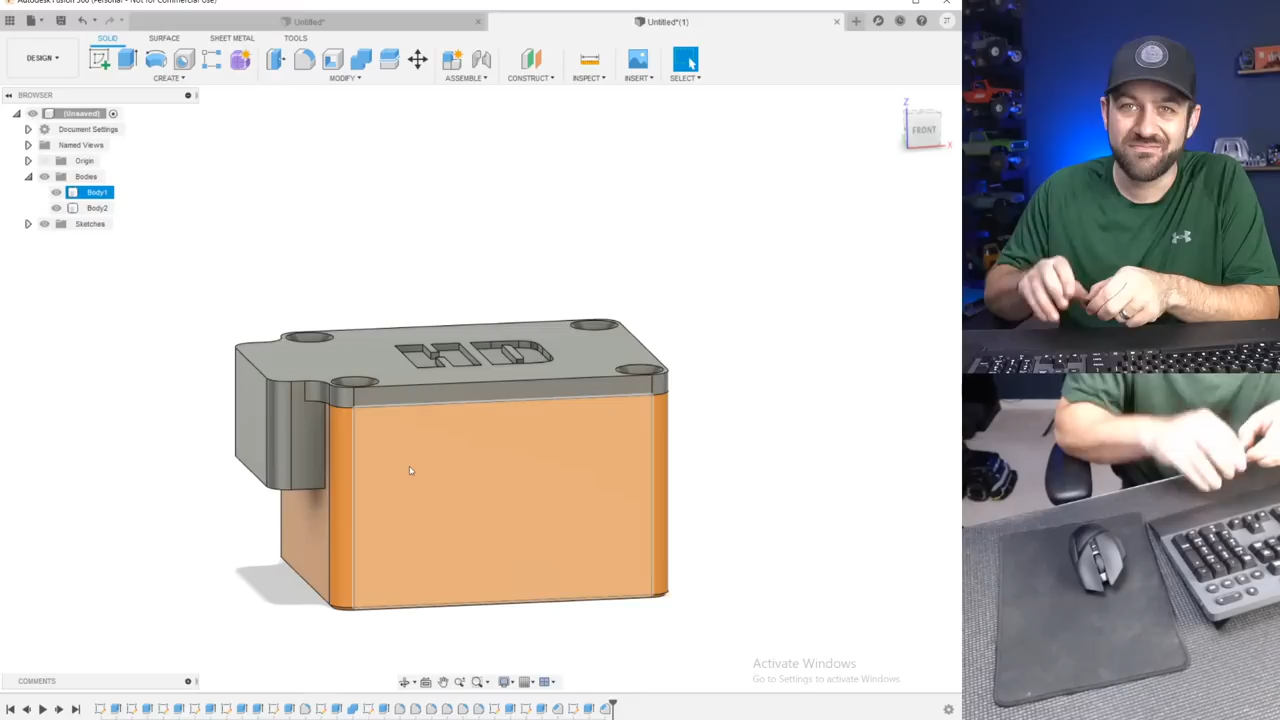 Autodesk Fusion 360 (Personal - Not for Commercial Use)
Untitled*
Untitled*(1)
JT
SOLID
SURFACE
SHEET METAL
TOOLS
DESIGN
CREATE
MODIFY
ASSEMBLE
CONSTRUCT
INSPECT
INSERT
SELECT
BROWSER
(Unsaved)
Document Settings
Named Views
Origin
Bodies
Body1
Body2
Sketches
Z
FRONT
X
Activate Windows
Go to Settings to activate Windows.
COMMENTS